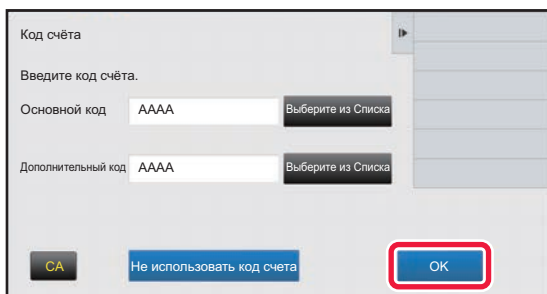 Код счёта
Введите код счёта.
Основной код AAAA Выберите из Списка
Дополнительный код AAAA Выберите из Списка
CA Не использовать код счета OK